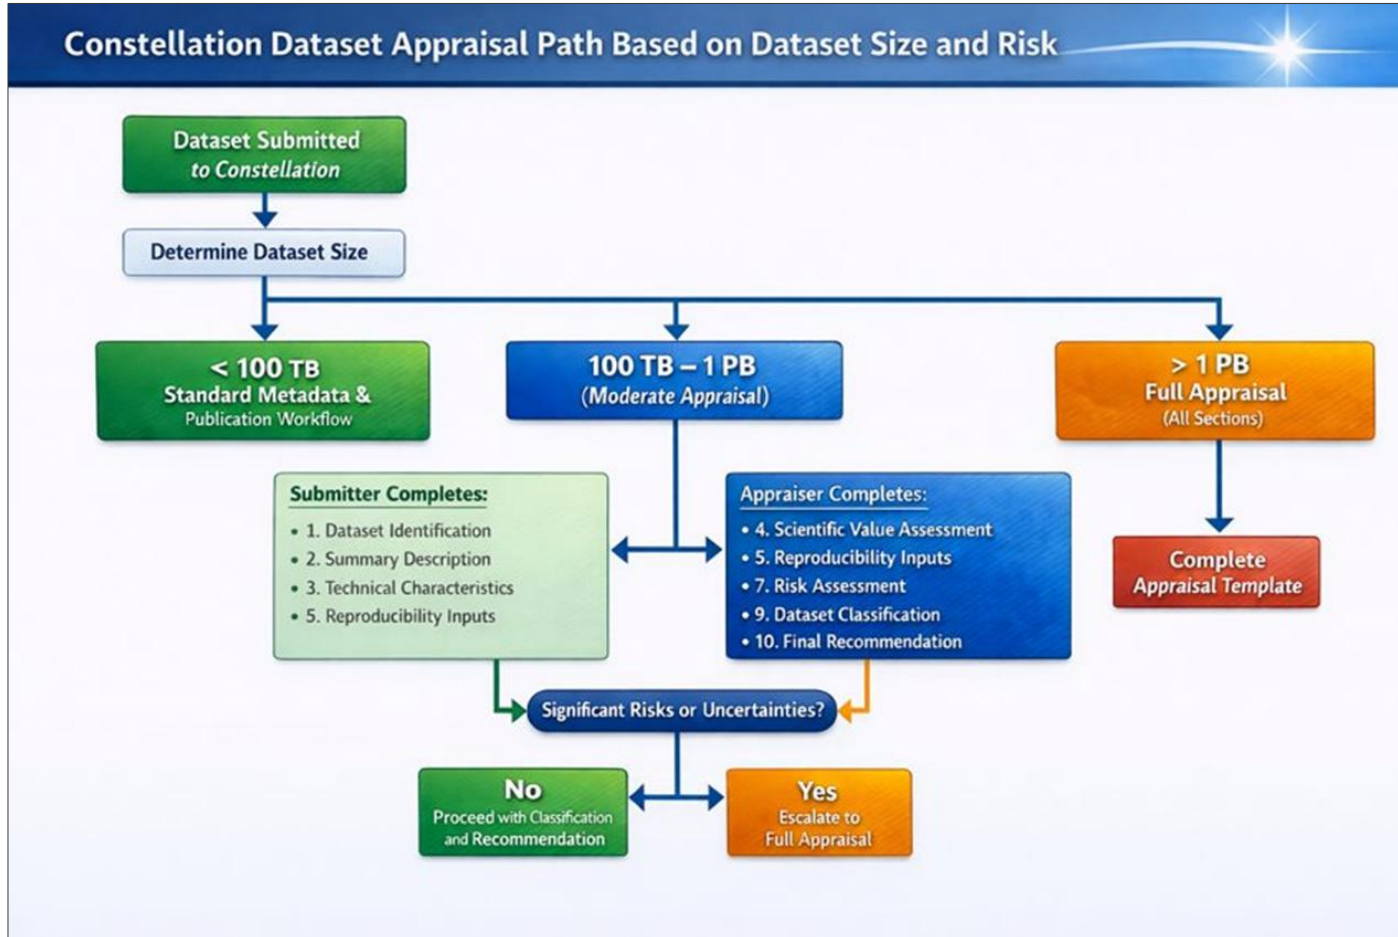 Constellation Dataset Appraisal Path Based on Dataset Size and Risk
Dataset Submitted
to Constellation
Determine Dataset Size
< 100 TB
Standard Metadata &
Publication Workflow
100 TB – 1 PB
(Moderate Appraisal)
> 1 PB
Full Appraisal
(All Sections)
Submitter Completes:
• 1. Dataset Identification
• 2. Summary Description
• 3. Technical Characteristics
• 5. Reproducibility Inputs
Appraiser Completes:
• 4. Scientific Value Assessment
• 5. Reproducibility Inputs
• 7. Risk Assessment
• 9. Dataset Classification
• 10. Final Recommendation
Complete
Appraisal Template
Significant Risks or Uncertainties?
No
Proceed with Classification
and Recommendation
Yes
Escalate to
Full Appraisal